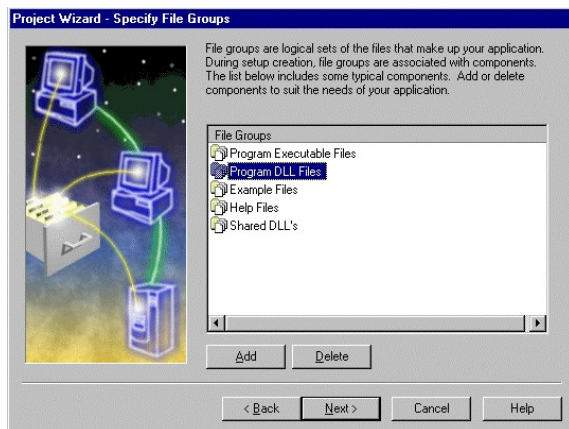 Project Wizard - Specify File Groups
File groups are logical sets of the files that make up your application.
During setup creation, file groups are associated with components.
The list below includes some typical components. Add or delete
components to suit the needs of your application.
File Groups
Program Executable Files
Program DLL Files
Example Files
Help Files
Shared DLL's
Add
Delete
< Back
Next >
Cancel
Help